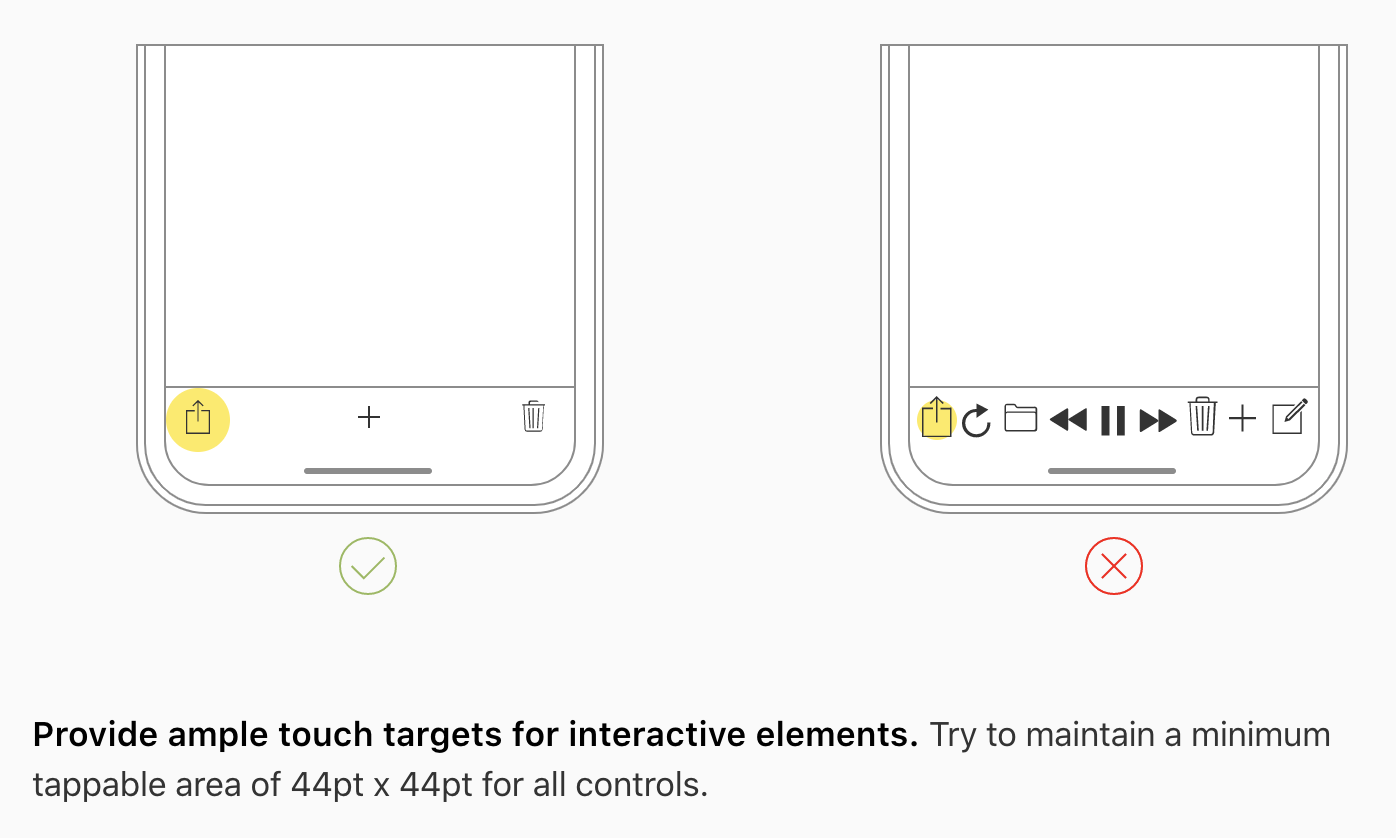 Provide ample touch targets for interactive elements. Try to maintain a minimum
tappable area of 44pt x 44pt for all controls.